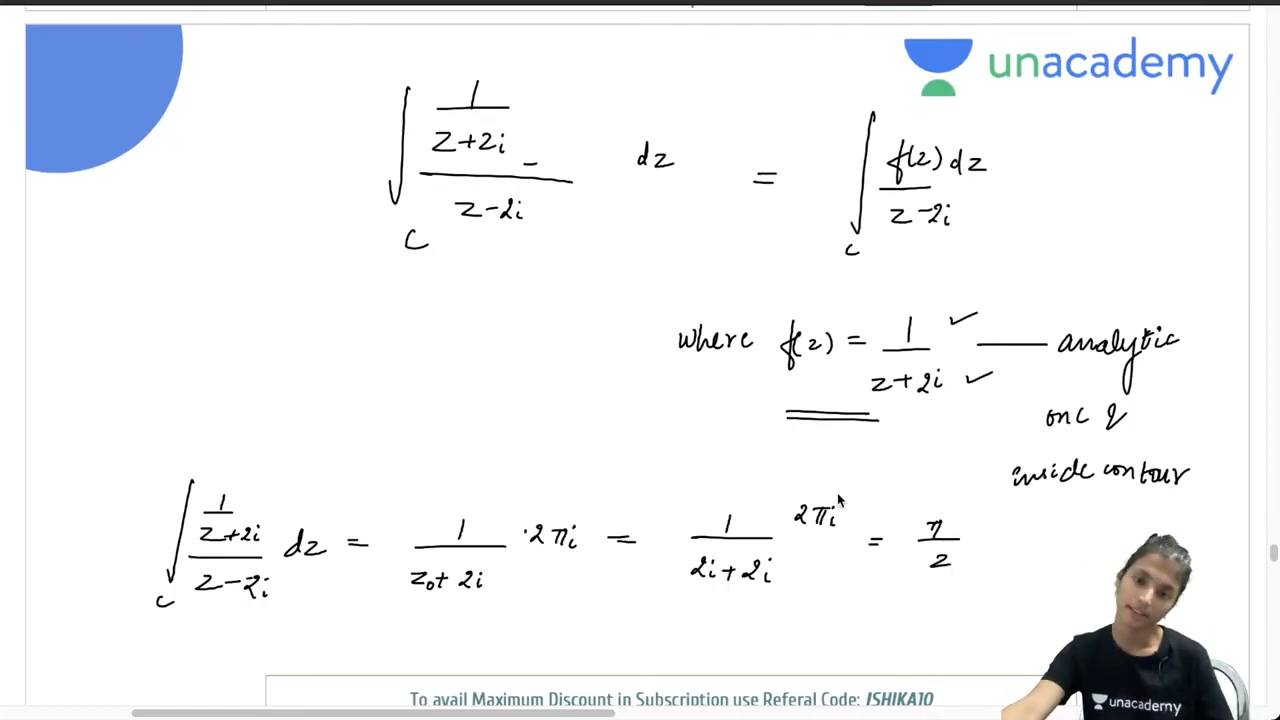 unacademy
∫_C (1/(z+2i))/(z-2i) dz = ∫_C f(z)dz/(z-2i)
where f(z) = 1/(z+2i) ✓ ✓ — analytic
on C &
inside contour
∫_C (1/(z+2i))/(z-2i) dz = 1/(z₀+2i) · 2πi = 1/(2i+2i) 2πi = π/2
unacademy
To avail Maximum Discount in Subscription use Referal Code: ISHIKA10